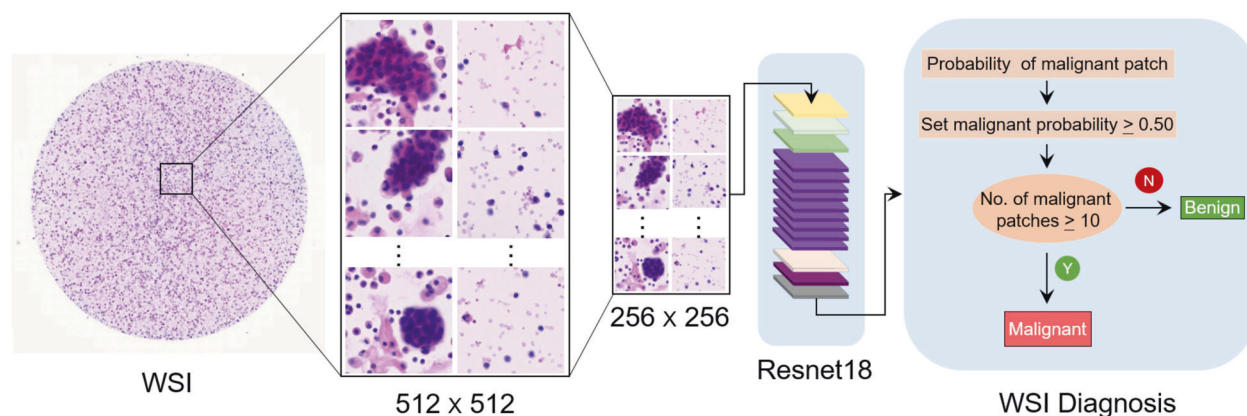 WSI
512 x 512
256 x 256
Resnet18
Probability of malignant patch
Set malignant probability ≥ 0.50
No. of malignant
patches ≥ 10
N
Benign
Y
Malignant
WSI Diagnosis